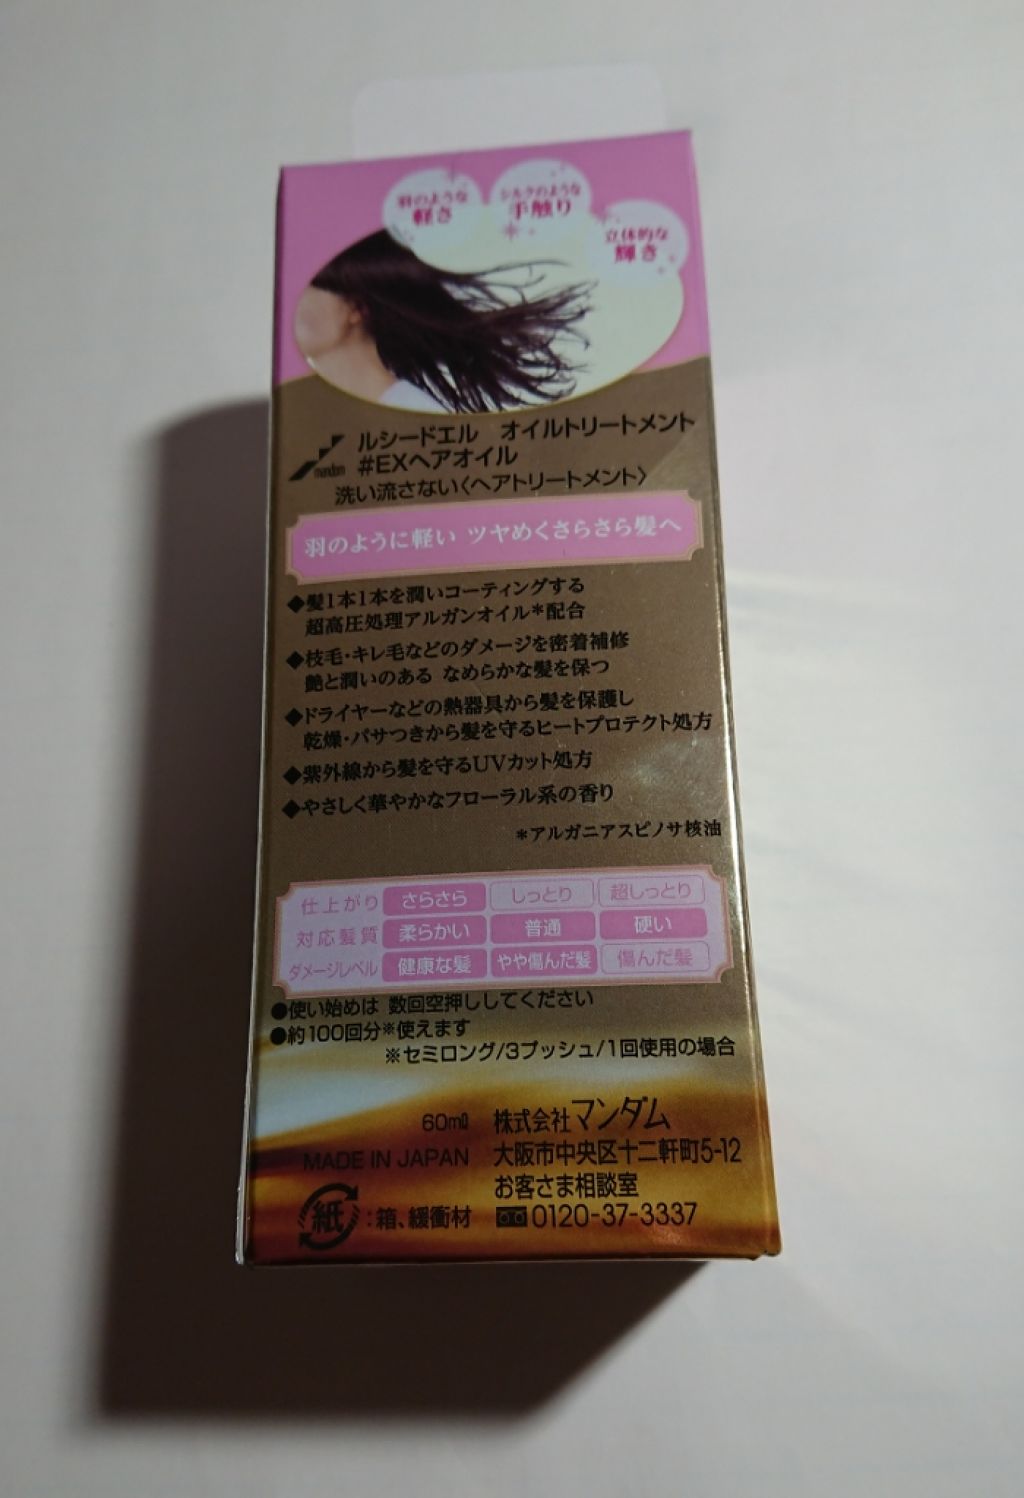 羽のような
軽さ
シルクのような
手触り
立体的な
輝き
mandom
ルシードエル オイルトリートメント
#EXヘアオイル
洗い流さない〈ヘアトリートメント〉
羽のように軽い ツヤめくさらさら髪へ
◆髪1本1本を潤いコーティングする
超高圧処理アルガンオイル*配合
◆枝毛・キレ毛などのダメージを密着補修
艶と潤いのある なめらかな髪を保つ
◆ドライヤーなどの熱器具から髪を保護し
乾燥・パサつきから髪を守るヒートプロテクト処方
◆紫外線から髪を守るUVカット処方
◆やさしく華やかなフローラル系の香り
*アルガニアスピノサ核油
仕上がり さらさら しっとり 超しっとり
対応髪質 柔らかい 普通 硬い
ダメージレベル 健康な髪 やや傷んだ髪 傷んだ髪
●使い始めは 数回空押ししてください
●約100回分※使えます
※セミロング/3プッシュ/1回使用の場合
60mℓ 株式会社マンダム
MADE IN JAPAN 大阪市中央区十二軒町5-12
お客さま相談室
紙:箱、緩衝材 0120-37-3337